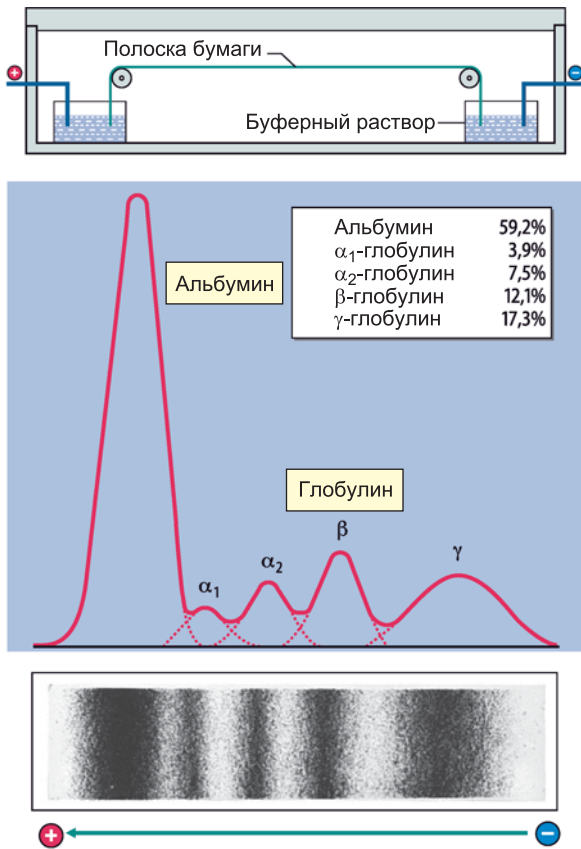 Полоска бумаги
+
−
Буферный раствор
Альбумин 59,2%
α1-глобулин 3,9%
α2-глобулин 7,5%
β-глобулин 12,1%
γ-глобулин 17,3%
Альбумин
Глобулин
α1
α2
β
γ
+
−